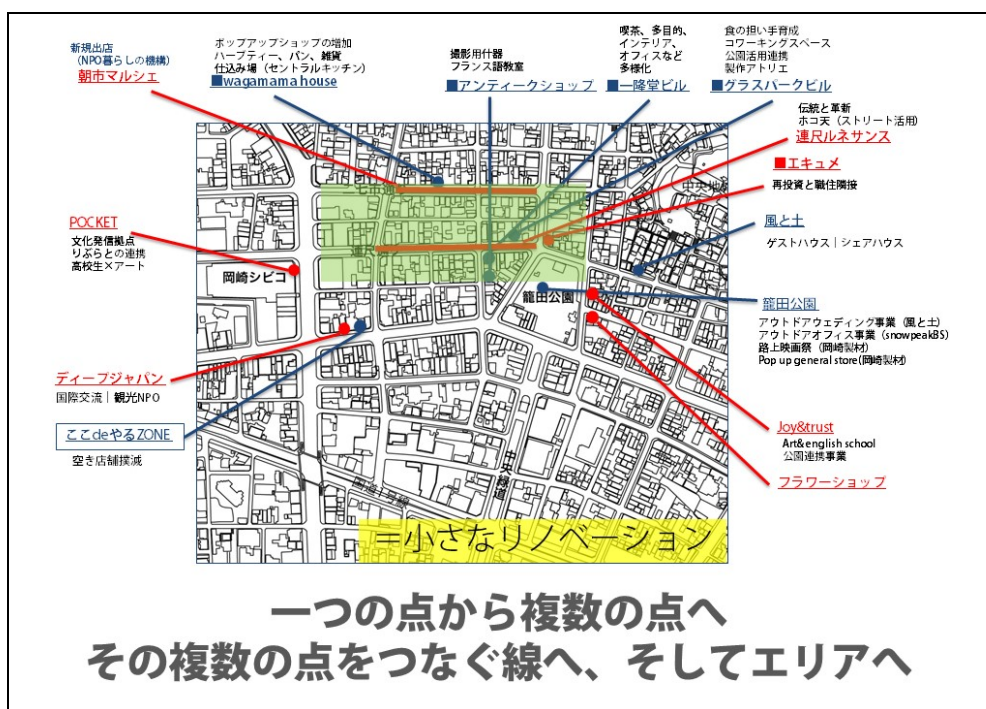 新規出店
（NPO暮らしの機構）
朝市マルシェ
ポップアップショップの増加
ハーブティー、パン、雑貨
仕込み場（セントラルキッチン）
■wagamama house
撮影用什器
フランス語教室
■アンティークショップ
喫茶、多目的、
インテリア、
オフィスなど
多様化
■一隆堂ビル
食の担い手育成
コワーキングスペース
公園活用連携
製作アトリエ
■グラスパークビル
伝統と革新
ホコ天（ストリート活用）
連尺ルネサンス
■エキュメ
再投資と職住隣接
風と土
ゲストハウス｜シェアハウス
籠田公園
アウトドアウェディング事業（風と土）
アウトドアオフィス事業（snowpeakBS）
路上映画祭（岡崎製材）
Pop up general store(岡崎製材)
Joy&trust
Art&english school
公園連携事業
フラワーショップ
POCKET
文化発信拠点
りぶらとの連携
高校生×アート
岡崎シビコ
籠田公園
ディープジャパン
国際交流｜観光NPO
ここdeやるZONE
空き店舗撲滅
中央緑道
国道1号線
＝小さなリノベーション
一つの点から複数の点へ
その複数の点をつなぐ線へ、そしてエリアへ